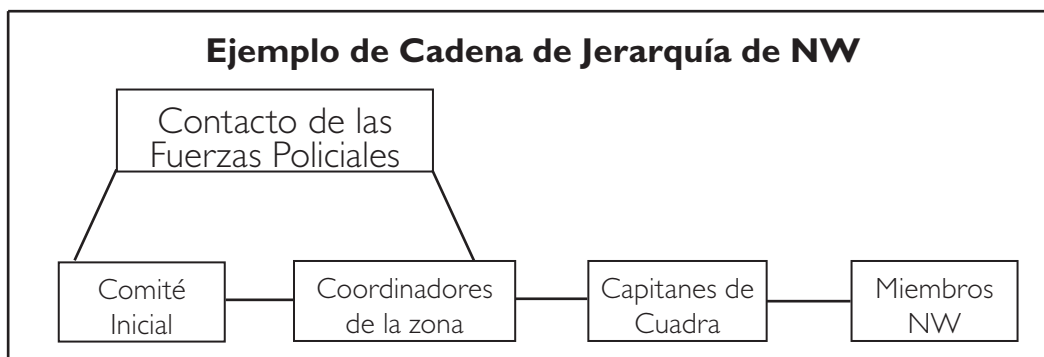 Ejemplo de Cadena de Jerarquía de NW
Contacto de las
Fuerzas Policiales
Comité
Inicial
Coordinadores
de la zona
Capitanes de
Cuadra
Miembros
NW